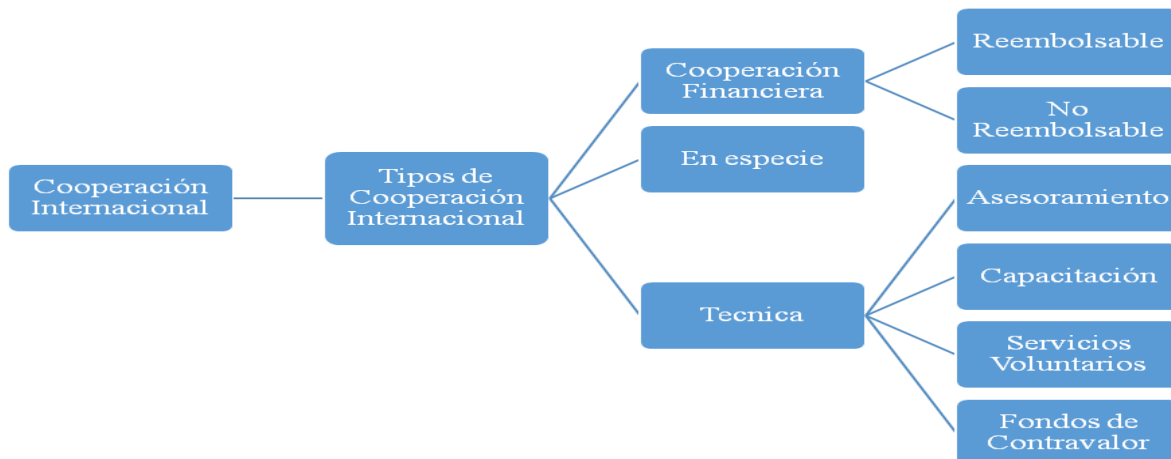 Cooperación
Internacional
Tipos de
Cooperación
Internacional
Cooperación
Financiera
En especie
Tecnica
Reembolsable
No
Reembolsable
Asesoramiento
Capacitación
Servicios
Voluntarios
Fondos de
Contravalor